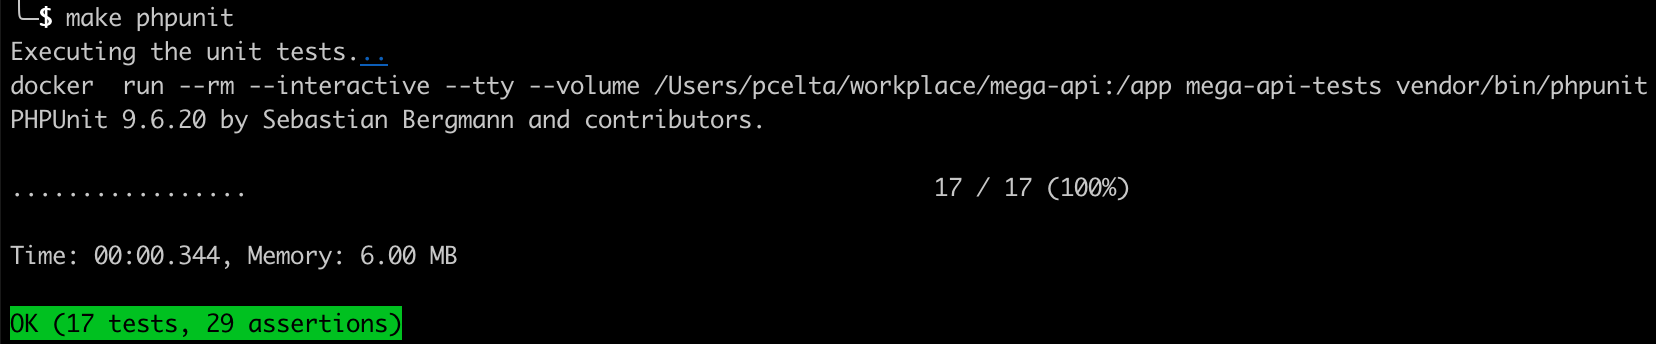 ╰─$ make phpunit
Executing the unit tests...
docker  run --rm --interactive --tty --volume /Users/pcelta/workplace/mega-api:/app mega-api-tests vendor/bin/phpunit
PHPUnit 9.6.20 by Sebastian Bergmann and contributors.
.................                                                 17 / 17 (100%)
Time: 00:00.344, Memory: 6.00 MB
OK (17 tests, 29 assertions)